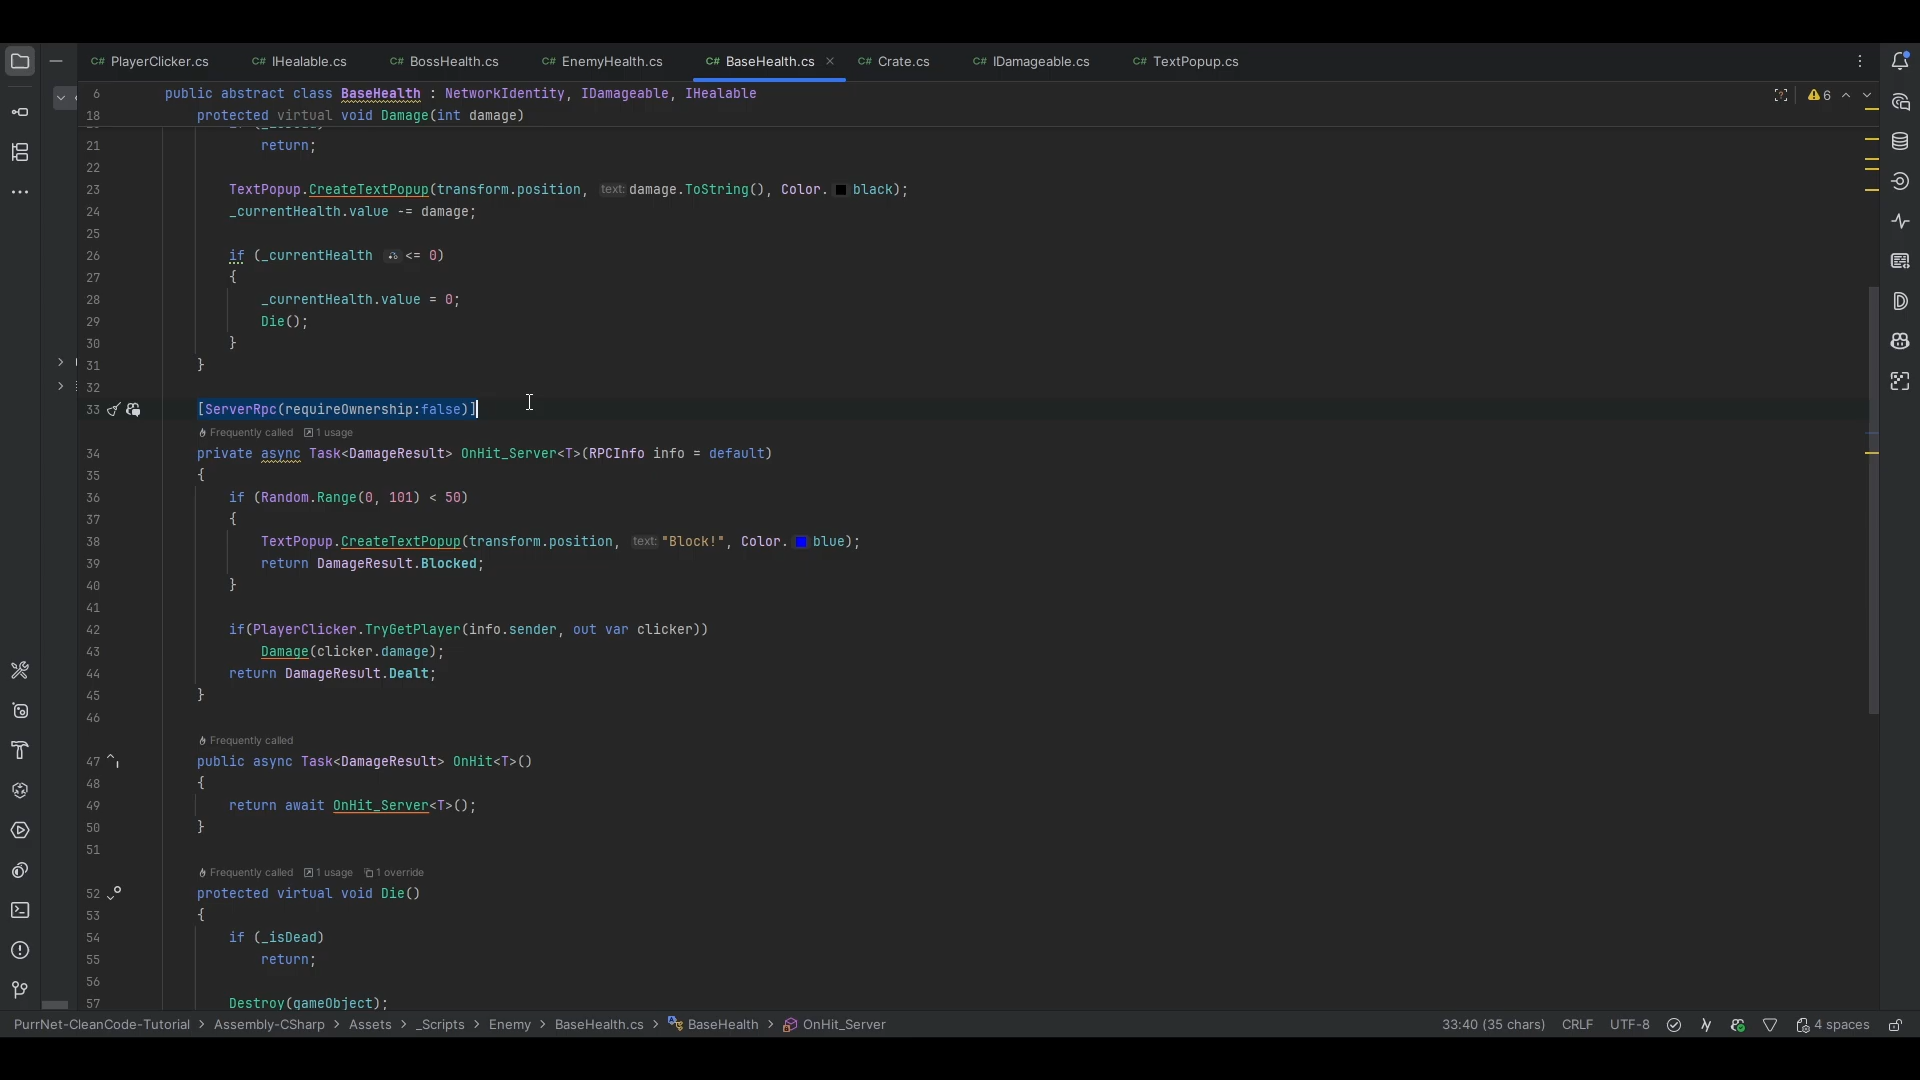 C# PlayerClicker.cs C# IHealable.cs C# BossHealth.cs C# EnemyHealth.cs C# BaseHealth.cs C# Crate.cs C# IDamageable.cs C# TextPopup.cs
6 public abstract class BaseHealth : NetworkIdentity, IDamageable, IHealable
6
18 protected virtual void Damage(int damage)
21 return;
22
23 TextPopup.CreateTextPopup(transform.position, text: damage.ToString(), Color. black);
24 _currentHealth.value -= damage;
25
26 if (_currentHealth <= 0)
27 {
28 _currentHealth.value = 0;
29 Die();
30 }
31 }
32
33 [ServerRpc(requireOwnership:false)]
Frequently called 1 usage
34 private async Task<DamageResult> OnHit_Server<T>(RPCInfo info = default)
35 {
36 if (Random.Range(0, 101) < 50)
37 {
38 TextPopup.CreateTextPopup(transform.position, text: "Block!", Color. blue);
39 return DamageResult.Blocked;
40 }
41
42 if(PlayerClicker.TryGetPlayer(info.sender, out var clicker))
43 Damage(clicker.damage);
44 return DamageResult.Dealt;
45 }
46
Frequently called
47 public async Task<DamageResult> OnHit<T>()
48 {
49 return await OnHit_Server<T>();
50 }
51
Frequently called 1 usage 1 override
52 protected virtual void Die()
53 {
54 if (_isDead)
55 return;
56
57 Destroy(gameObject);
PurrNet-CleanCode-Tutorial > Assembly-CSharp > Assets > _Scripts > Enemy > BaseHealth.cs > BaseHealth > OnHit_Server 33:40 (35 chars) CRLF UTF-8 4 spaces